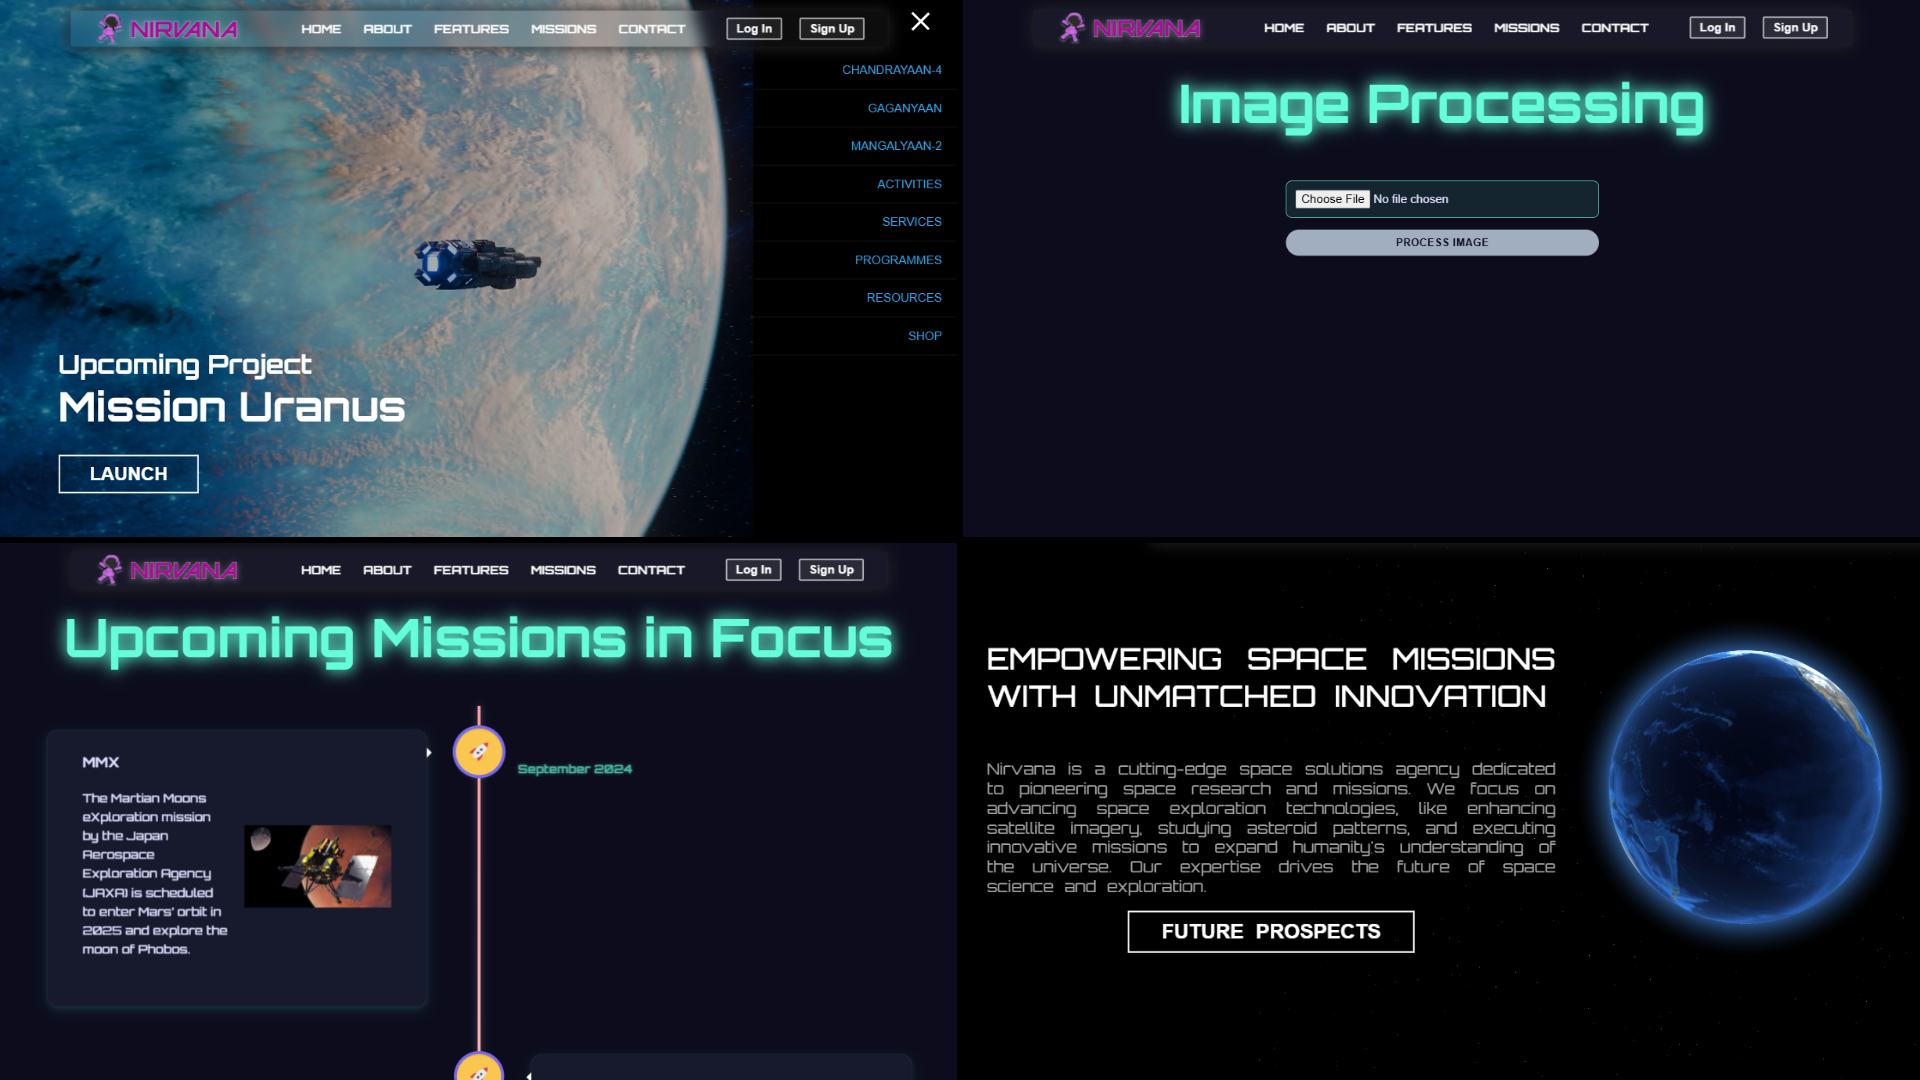 NIRVANA
HOME ABOUT FEATURES MISSIONS CONTACT
Log In Sign Up
CHANDRAYAAN-4
GAGANYAAN
MANGALYAAN-2
ACTIVITIES
SERVICES
PROGRAMMES
RESOURCES
SHOP
Upcoming Project
Mission Uranus
LAUNCH
NIRVANA
HOME ABOUT FEATURES MISSIONS CONTACT
Log In Sign Up
Image Processing
Choose File No file chosen
PROCESS IMAGE
NIRVANA
HOME ABOUT FEATURES MISSIONS CONTACT
Log In Sign Up
Upcoming Missions in Focus
MMX
The Martian Moons
eXploration mission
by the Japan
Aerospace
Exploration Agency
(JAXA) is scheduled
to enter Mars' orbit in
2025 and explore the
moon of Phobos.
September 2024
EMPOWERING SPACE MISSIONS
WITH UNMATCHED INNOVATION
Nirvana is a cutting-edge space solutions agency dedicated
to pioneering space research and missions. We focus on
advancing space exploration technologies, like enhancing
satellite imagery, studying asteroid patterns, and executing
innovative missions to expand humanity's understanding of
the universe. Our expertise drives the future of space
science and exploration.
FUTURE PROSPECTS